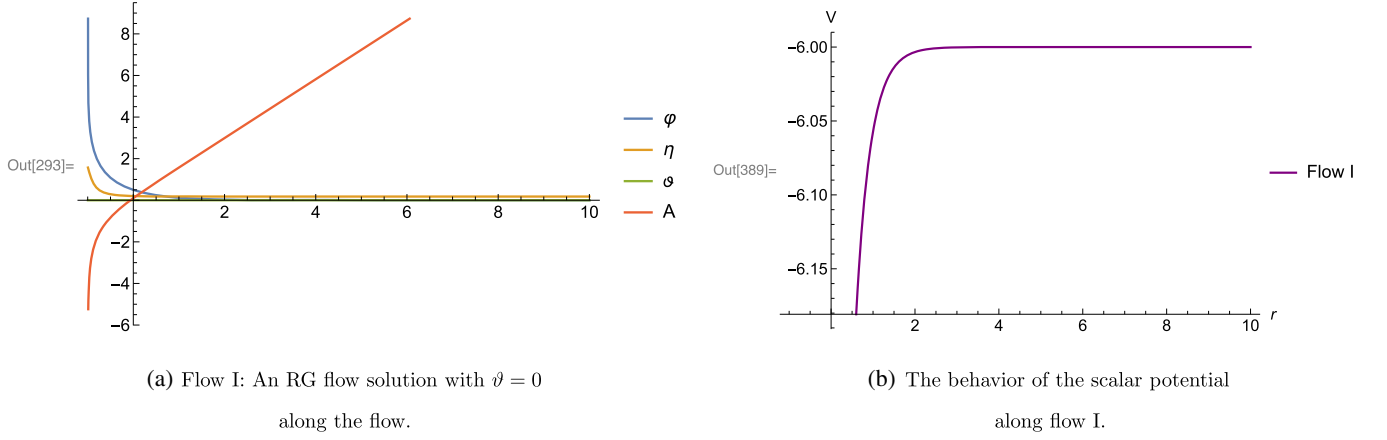 Out[293]=
8
6
4
2
−2
−4
−6
2
4
6
8
10
φ
η
ϑ
A
(a) Flow I: An RG flow solution with ϑ = 0
along the flow.
V
Out[389]=
−6.00
−6.05
−6.10
−6.15
2
4
6
8
10
r
Flow I
(b) The behavior of the scalar potential
along flow I.